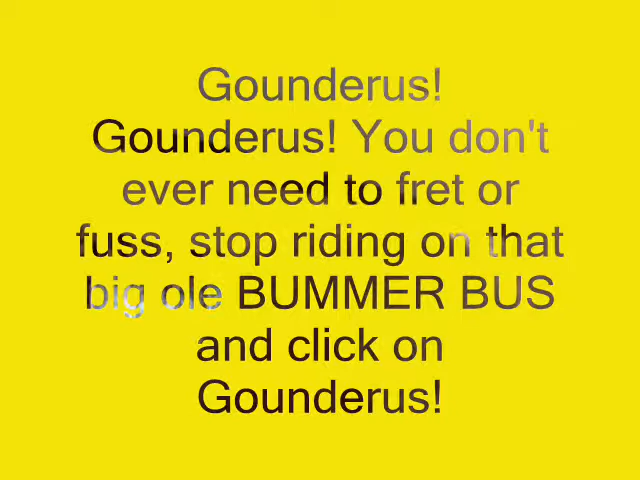 Gounderus!
Gounderus! You don't
ever need to fret or
fuss, stop riding on that
big ole BUMMER BUS
and click on
Gounderus!